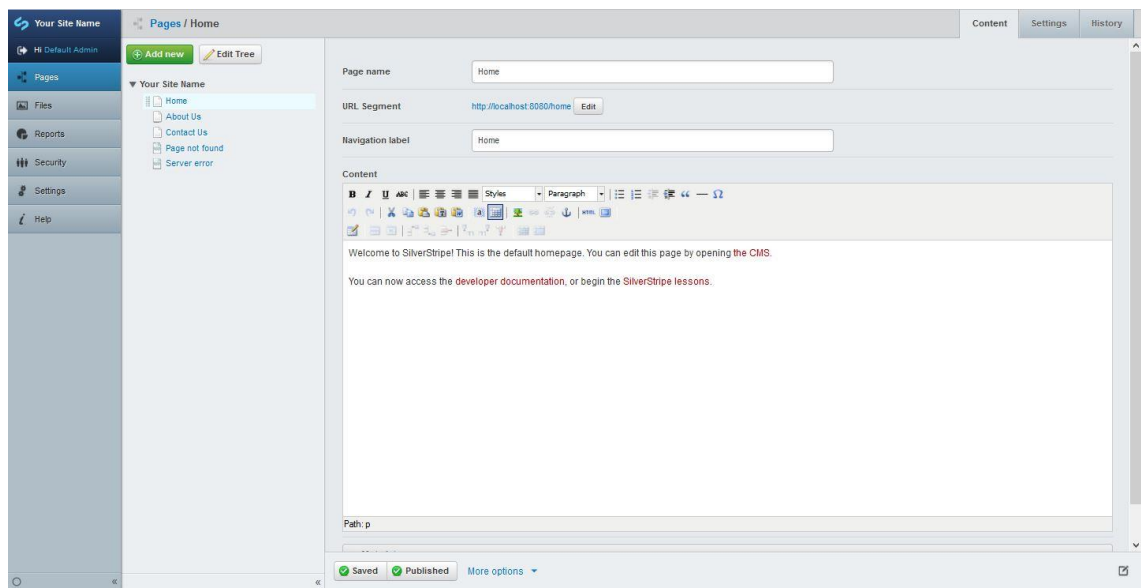 Your Site Name
Pages / Home
Content
Settings
History
Hi Default Admin
Add new
Edit Tree
Pages
Files
Reports
Security
Settings
Help
Your Site Name
Home
About Us
Contact Us
Page not found
Server error
Page name
Home
URL Segment
http://localhost:8080/home
Edit
Navigation label
Home
Content
B I U ABC Styles Paragraph “ — Ω
HTML
Welcome to SilverStripe! This is the default homepage. You can edit this page by opening the CMS.
You can now access the developer documentation, or begin the SilverStripe lessons.
Path: p
Saved
Published
More options
«
«